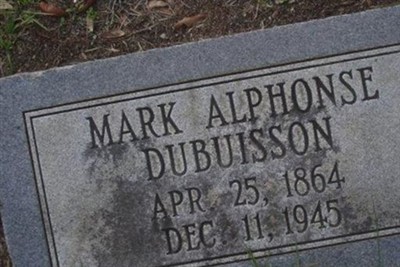 MARK ALPHONSE
DUBUISSON
APR 25, 1864
DEC 11, 1945